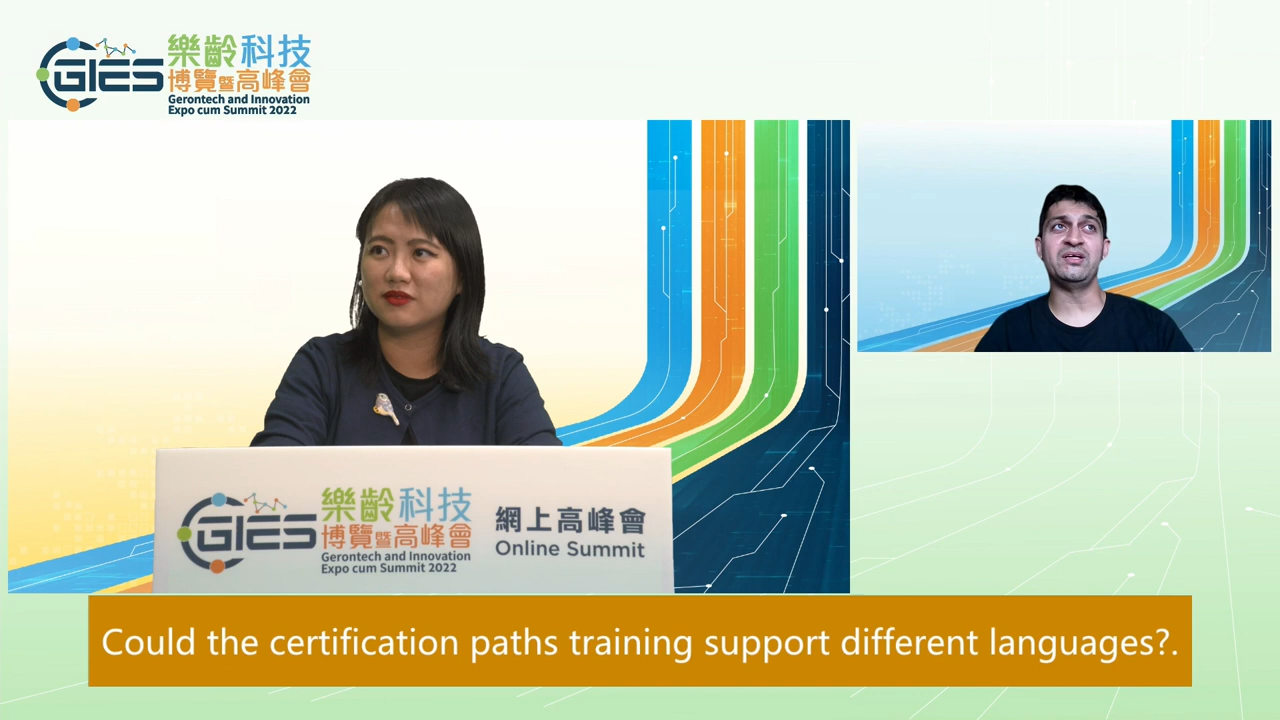 GIES
樂齡科技
博覽暨高峰會
Gerontech and Innovation
Expo cum Summit 2022
GIES
樂齡科技
博覽暨高峰會
Gerontech and Innovation
Expo cum Summit 2022
網上高峰會
Online Summit
Could the certification paths training support different languages?.